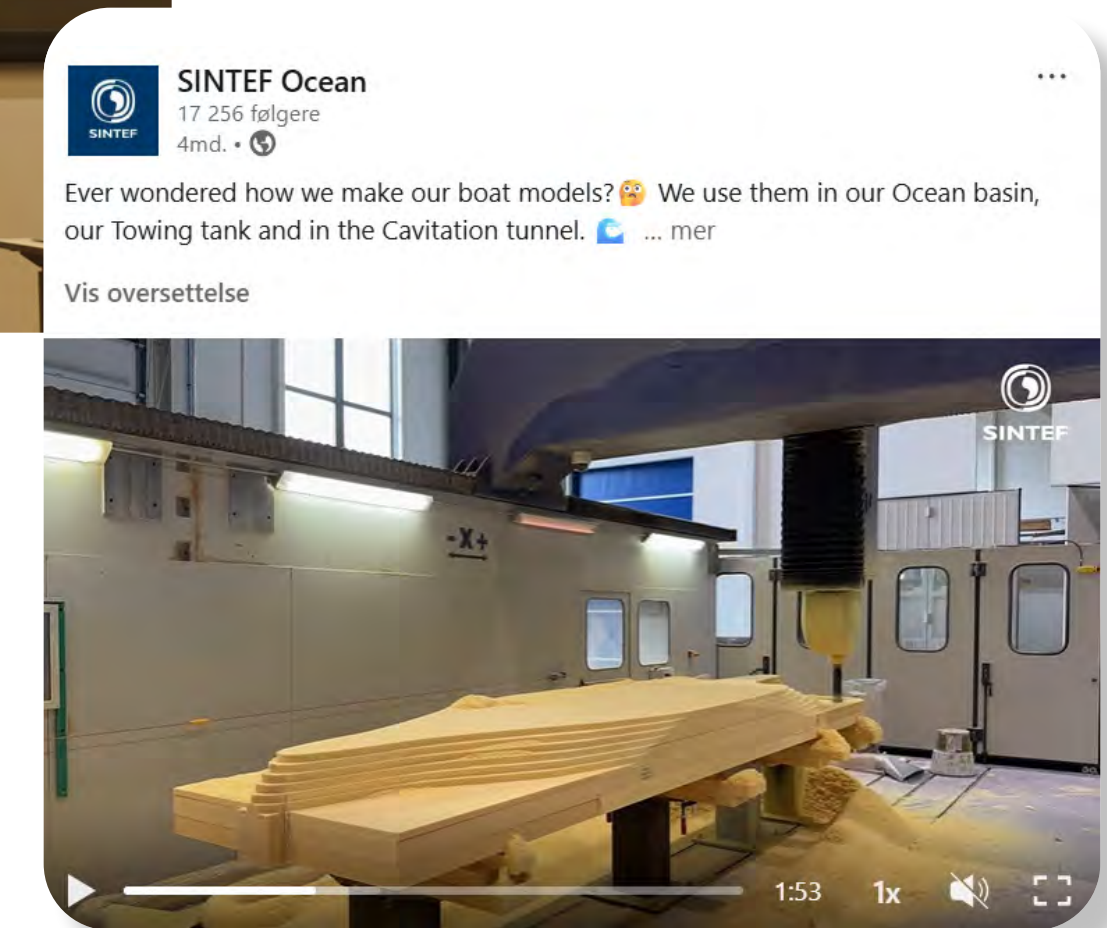 SINTEF Ocean
17 256 følgere
SINTEF
4md. •
Ever wondered how we make our boat models? We use them in our Ocean basin,
our Towing tank and in the Cavitation tunnel. ... mer
Vis oversettelse
SINTEF
-X+
1:53 1x